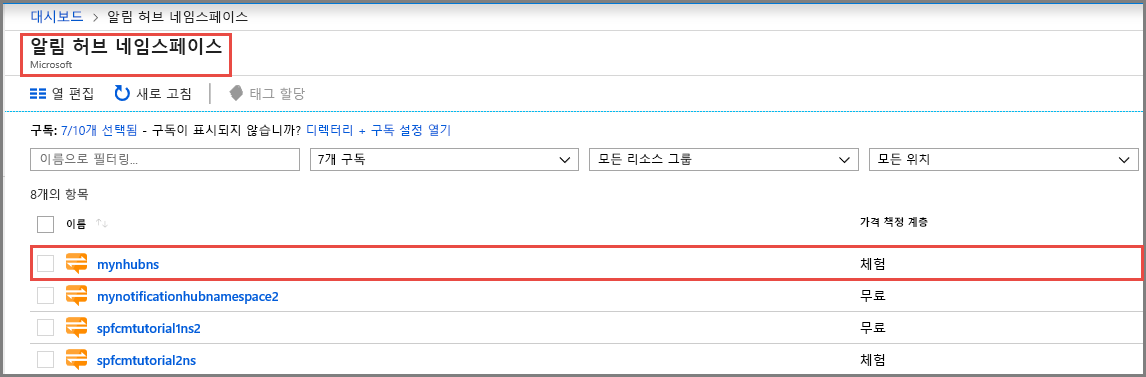 대시보드 > 알림 허브 네임스페이스
알림 허브 네임스페이스
Microsoft
열 편집 새로 고침 태그 할당
구독: 7/10개 선택됨 - 구독이 표시되지 않습니까? 디렉터리 + 구독 설정 열기
이름으로 필터링... 7개 구독 모든 리소스 그룹 모든 위치
8개의 항목
이름 ↑↓ 가격 책정 계층
mynhubns 체험
mynotificationhubnamespace2 무료
spfcmtutorial1ns2 무료
spfcmtutorial2ns 체험